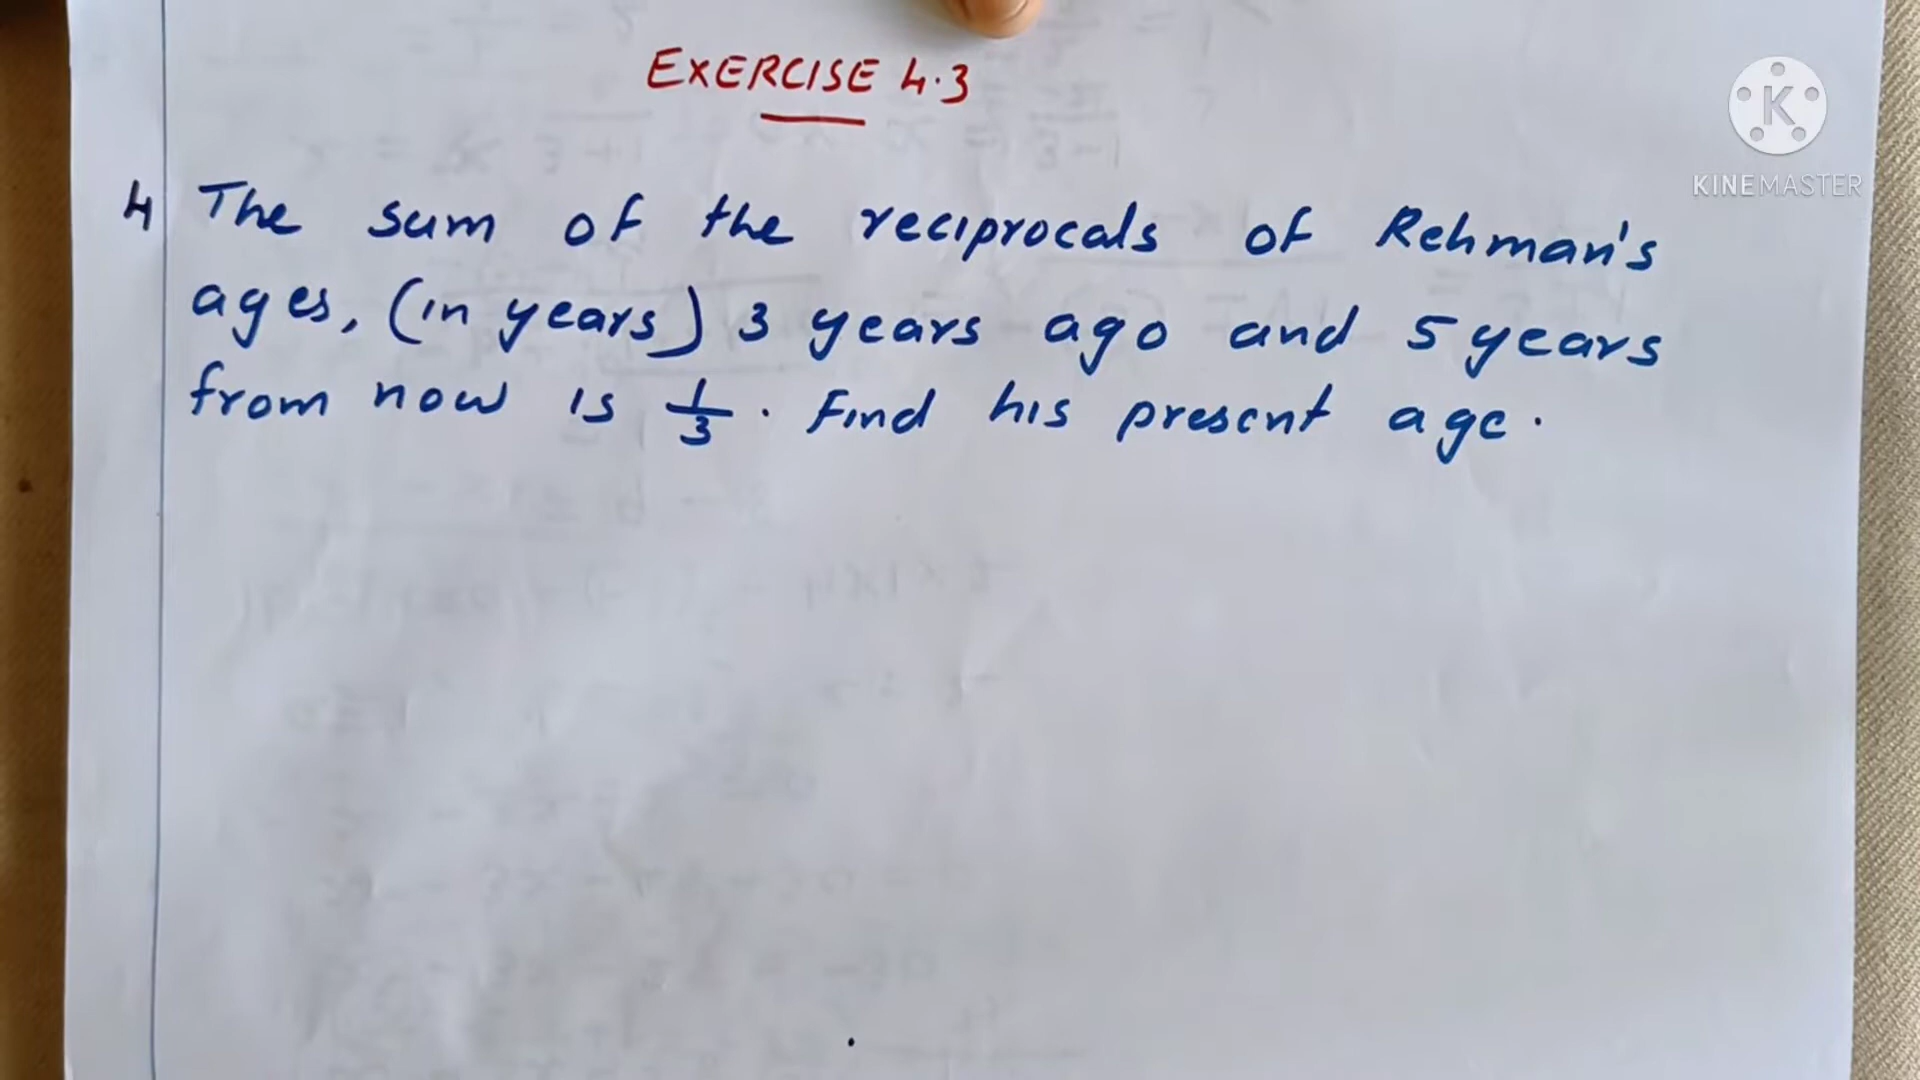 EXERCISE 4.3
K
KINEMASTER
4 The sum of the reciprocals of Rehman's
ages, (in years) 3 years ago and 5 years
from now is 1/3. Find his present age.